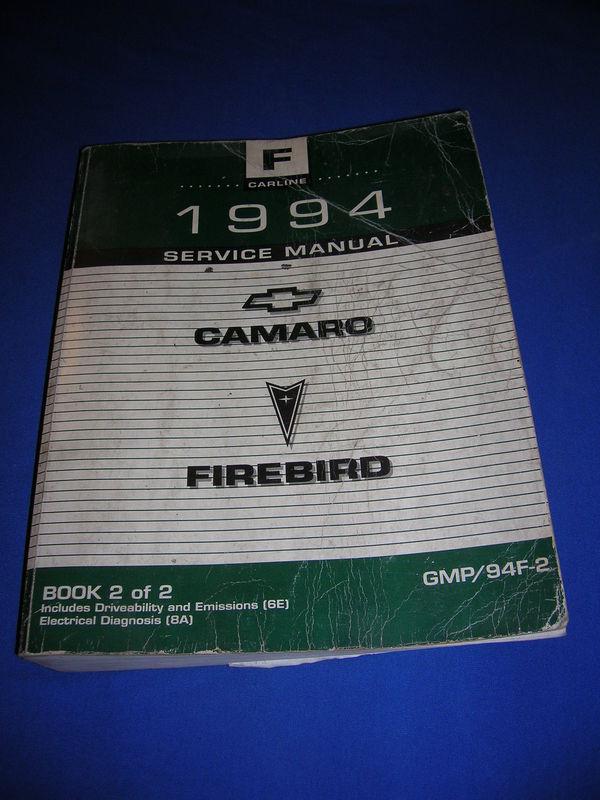 F
CARLINE
1994
SERVICE MANUAL
CAMARO
FIREBIRD
BOOK 2 of 2
Includes Driveability and Emissions (6E)
Electrical Diagnosis (8A)
GMP/94F-2